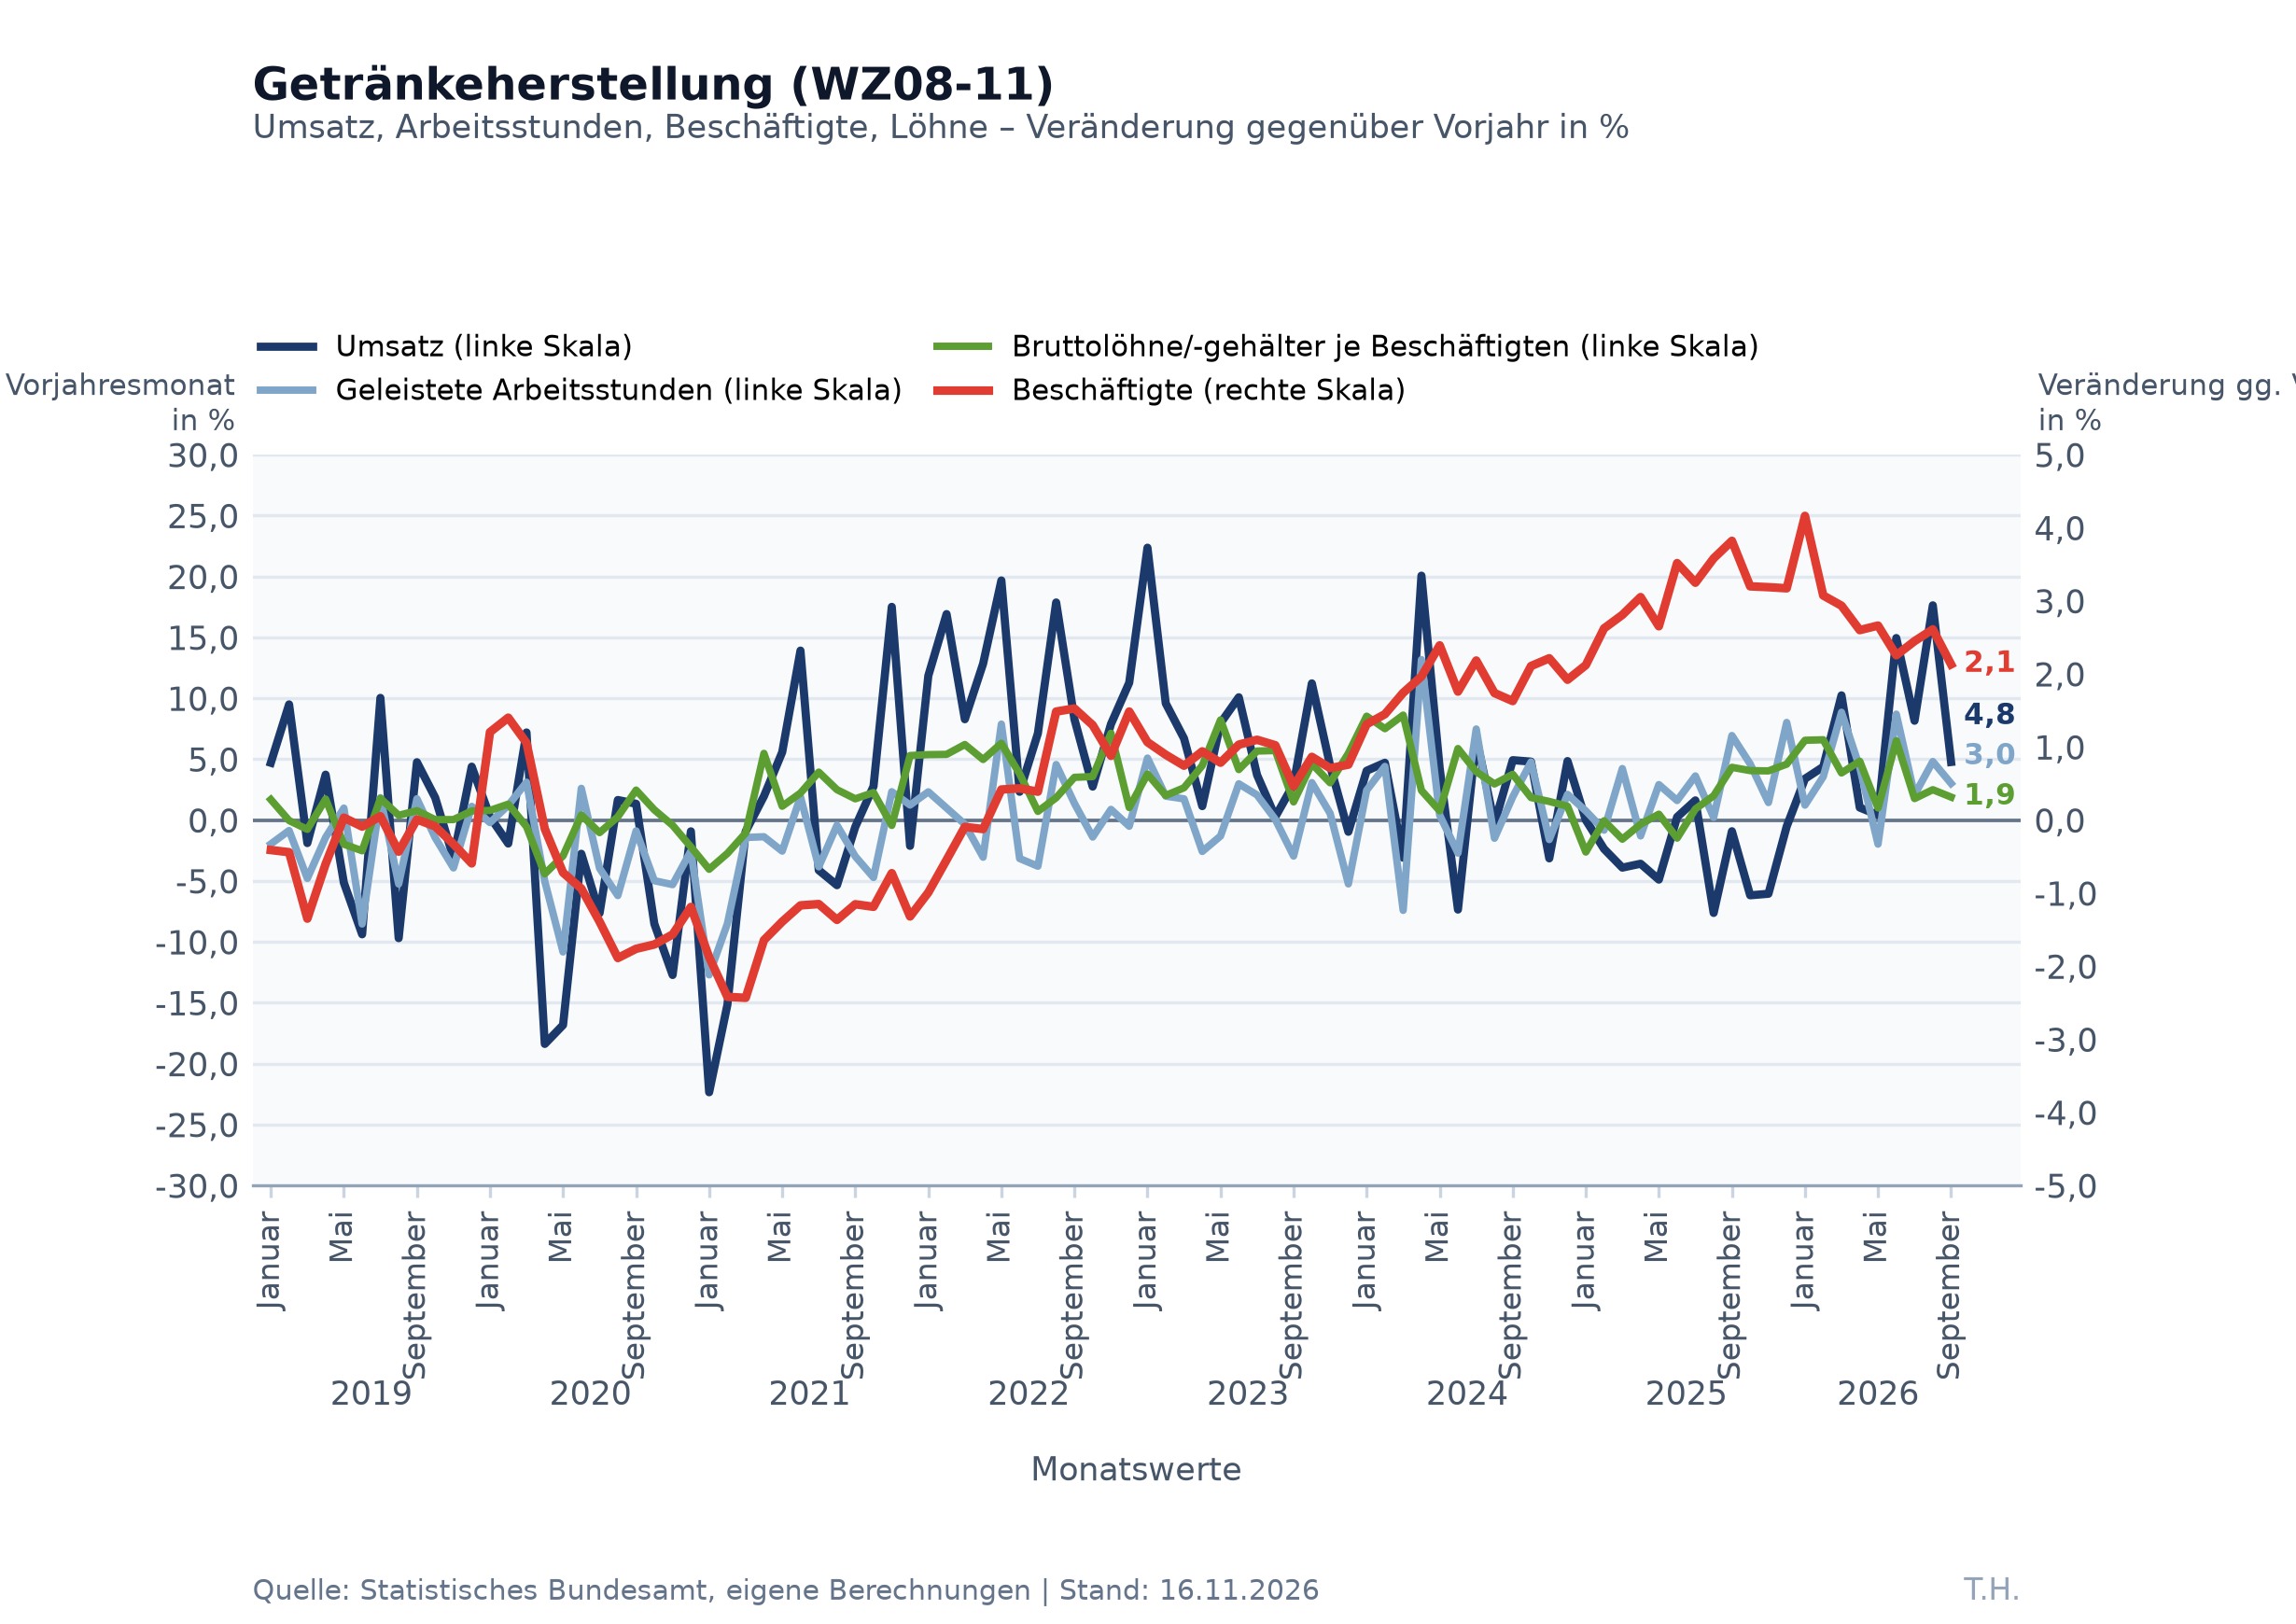 Getränkeherstellung (WZ08-11)
Umsatz, Arbeitsstunden, Beschäftigte, Löhne – Veränderung gegenüber Vorjahr in %
Umsatz (linke Skala)
Geleistete Arbeitsstunden (linke Skala)
Bruttolöhne/-gehälter je Beschäftigten (linke Skala)
Beschäftigte (rechte Skala)
Vorjahresmonat
in %
Veränderung gg.
in %
30,0
25,0
20,0
15,0
10,0
5,0
0,0
-5,0
-10,0
-15,0
-20,0
-25,0
-30,0
5,0
4,0
3,0
2,0
1,0
0,0
-1,0
-2,0
-3,0
-4,0
-5,0
2,1
4,8
3,0
1,9
Januar
Mai
September
Januar
Mai
September
Januar
Mai
September
Januar
Mai
September
Januar
Mai
September
Januar
Mai
September
Januar
Mai
September
Januar
Mai
September
2019
2020
2021
2022
2023
2024
2025
2026
Monatswerte
Quelle: Statistisches Bundesamt, eigene Berechnungen | Stand: 16.11.2026
T.H.